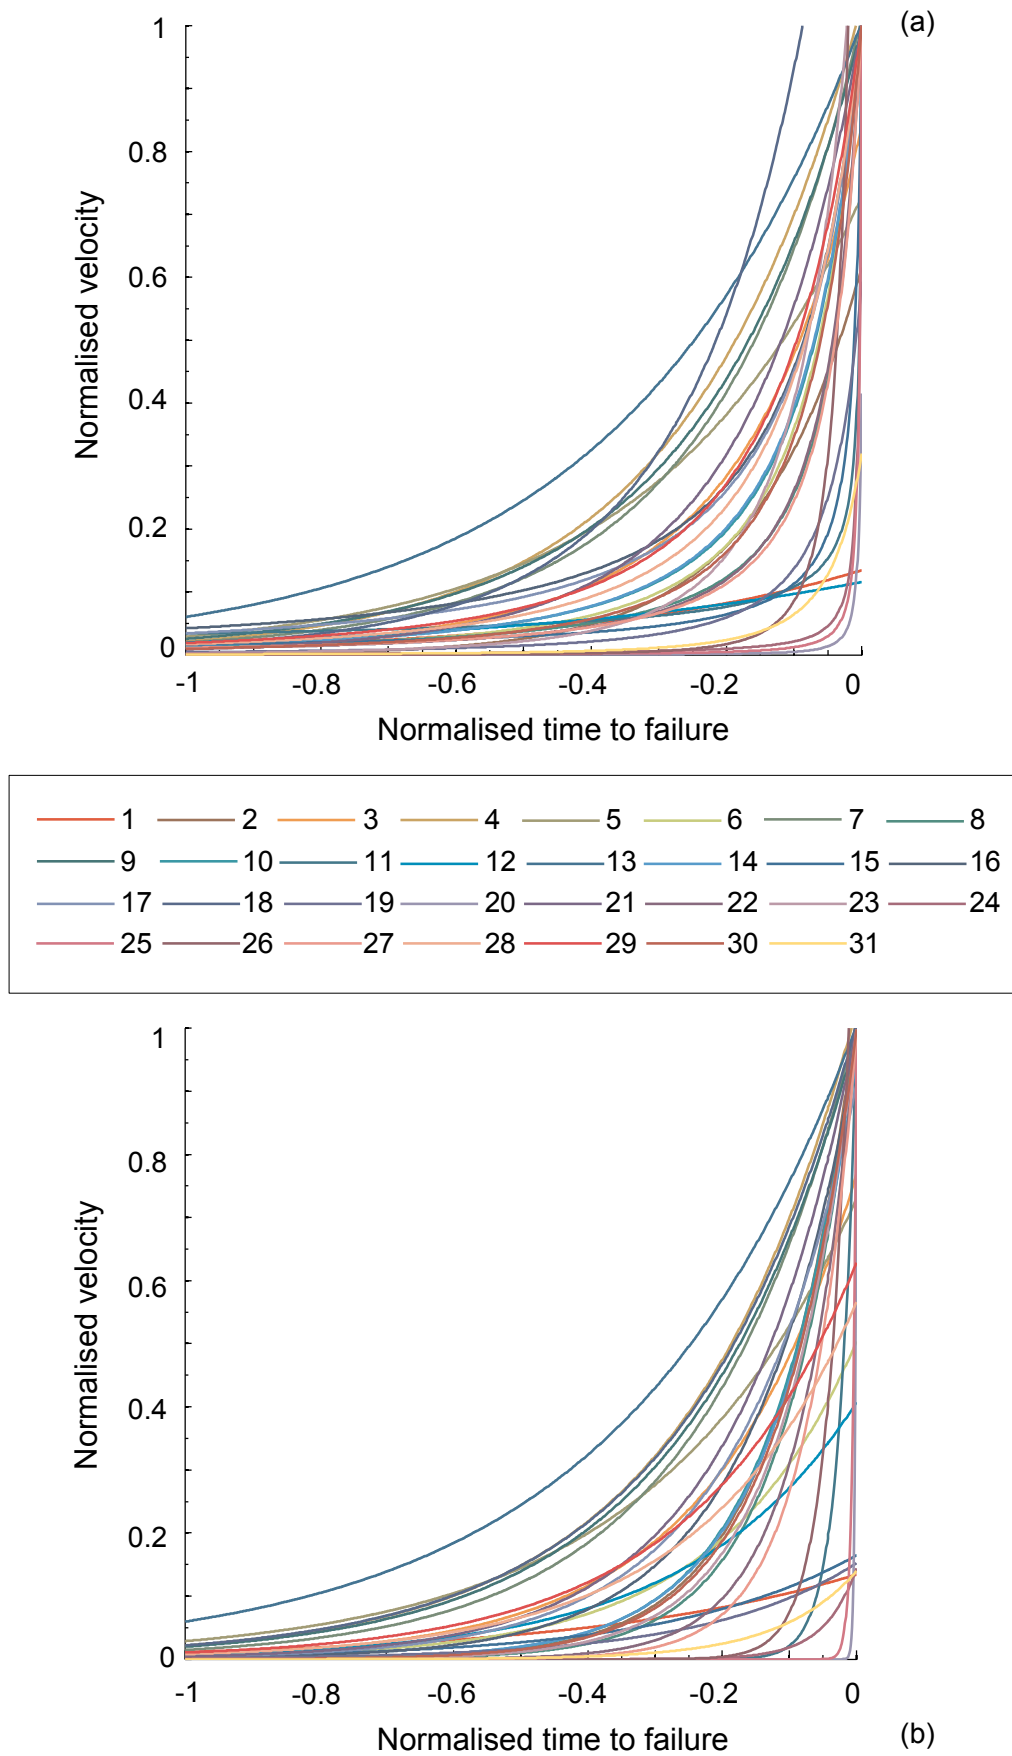 (a)
1
0.8
0.6
0.4
0.2
0
Normalised velocity
-1 -0.8 -0.6 -0.4 -0.2 0
Normalised time to failure
1 2 3 4 5 6 7 8
9 10 11 12 13 14 15 16
17 18 19 20 21 22 23 24
25 26 27 28 29 30 31
1
0.8
0.6
0.4
0.2
0
Normalised velocity
-1 -0.8 -0.6 -0.4 -0.2 0
Normalised time to failure
(b)